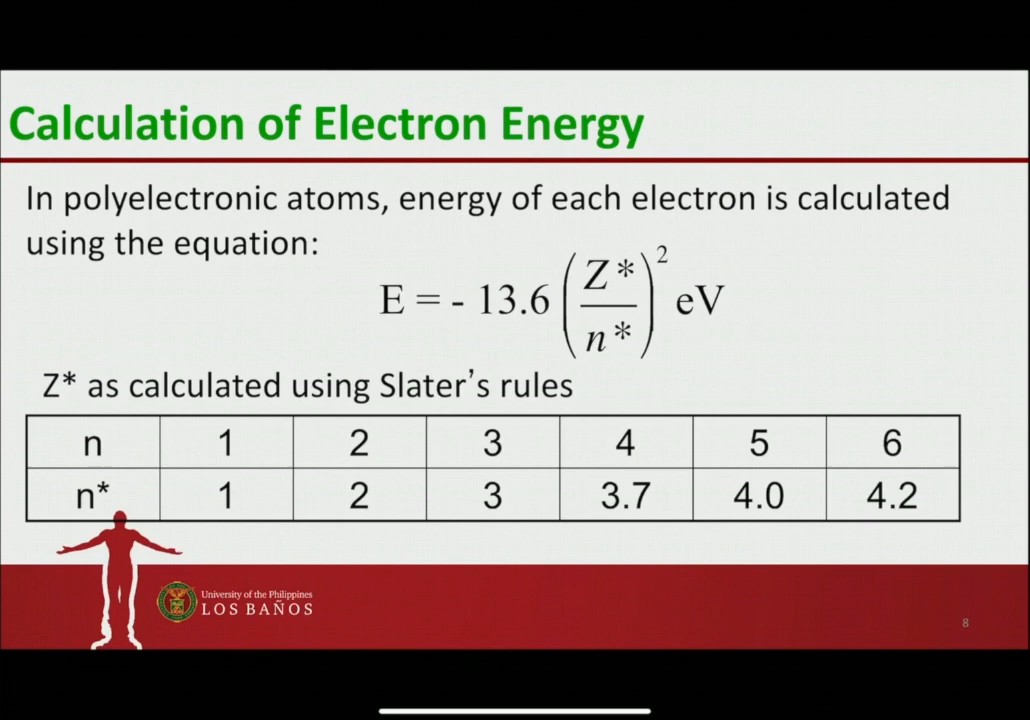 Calculation of Electron Energy
In polyelectronic atoms, energy of each electron is calculated
using the equation:
E = - 13.6 (Z*/n*)² eV
Z* as calculated using Slater's rules
n 1 2 3 4 5 6
n* 1 2 3 3.7 4.0 4.2
University of the Philippines
LOS BAÑOS
8